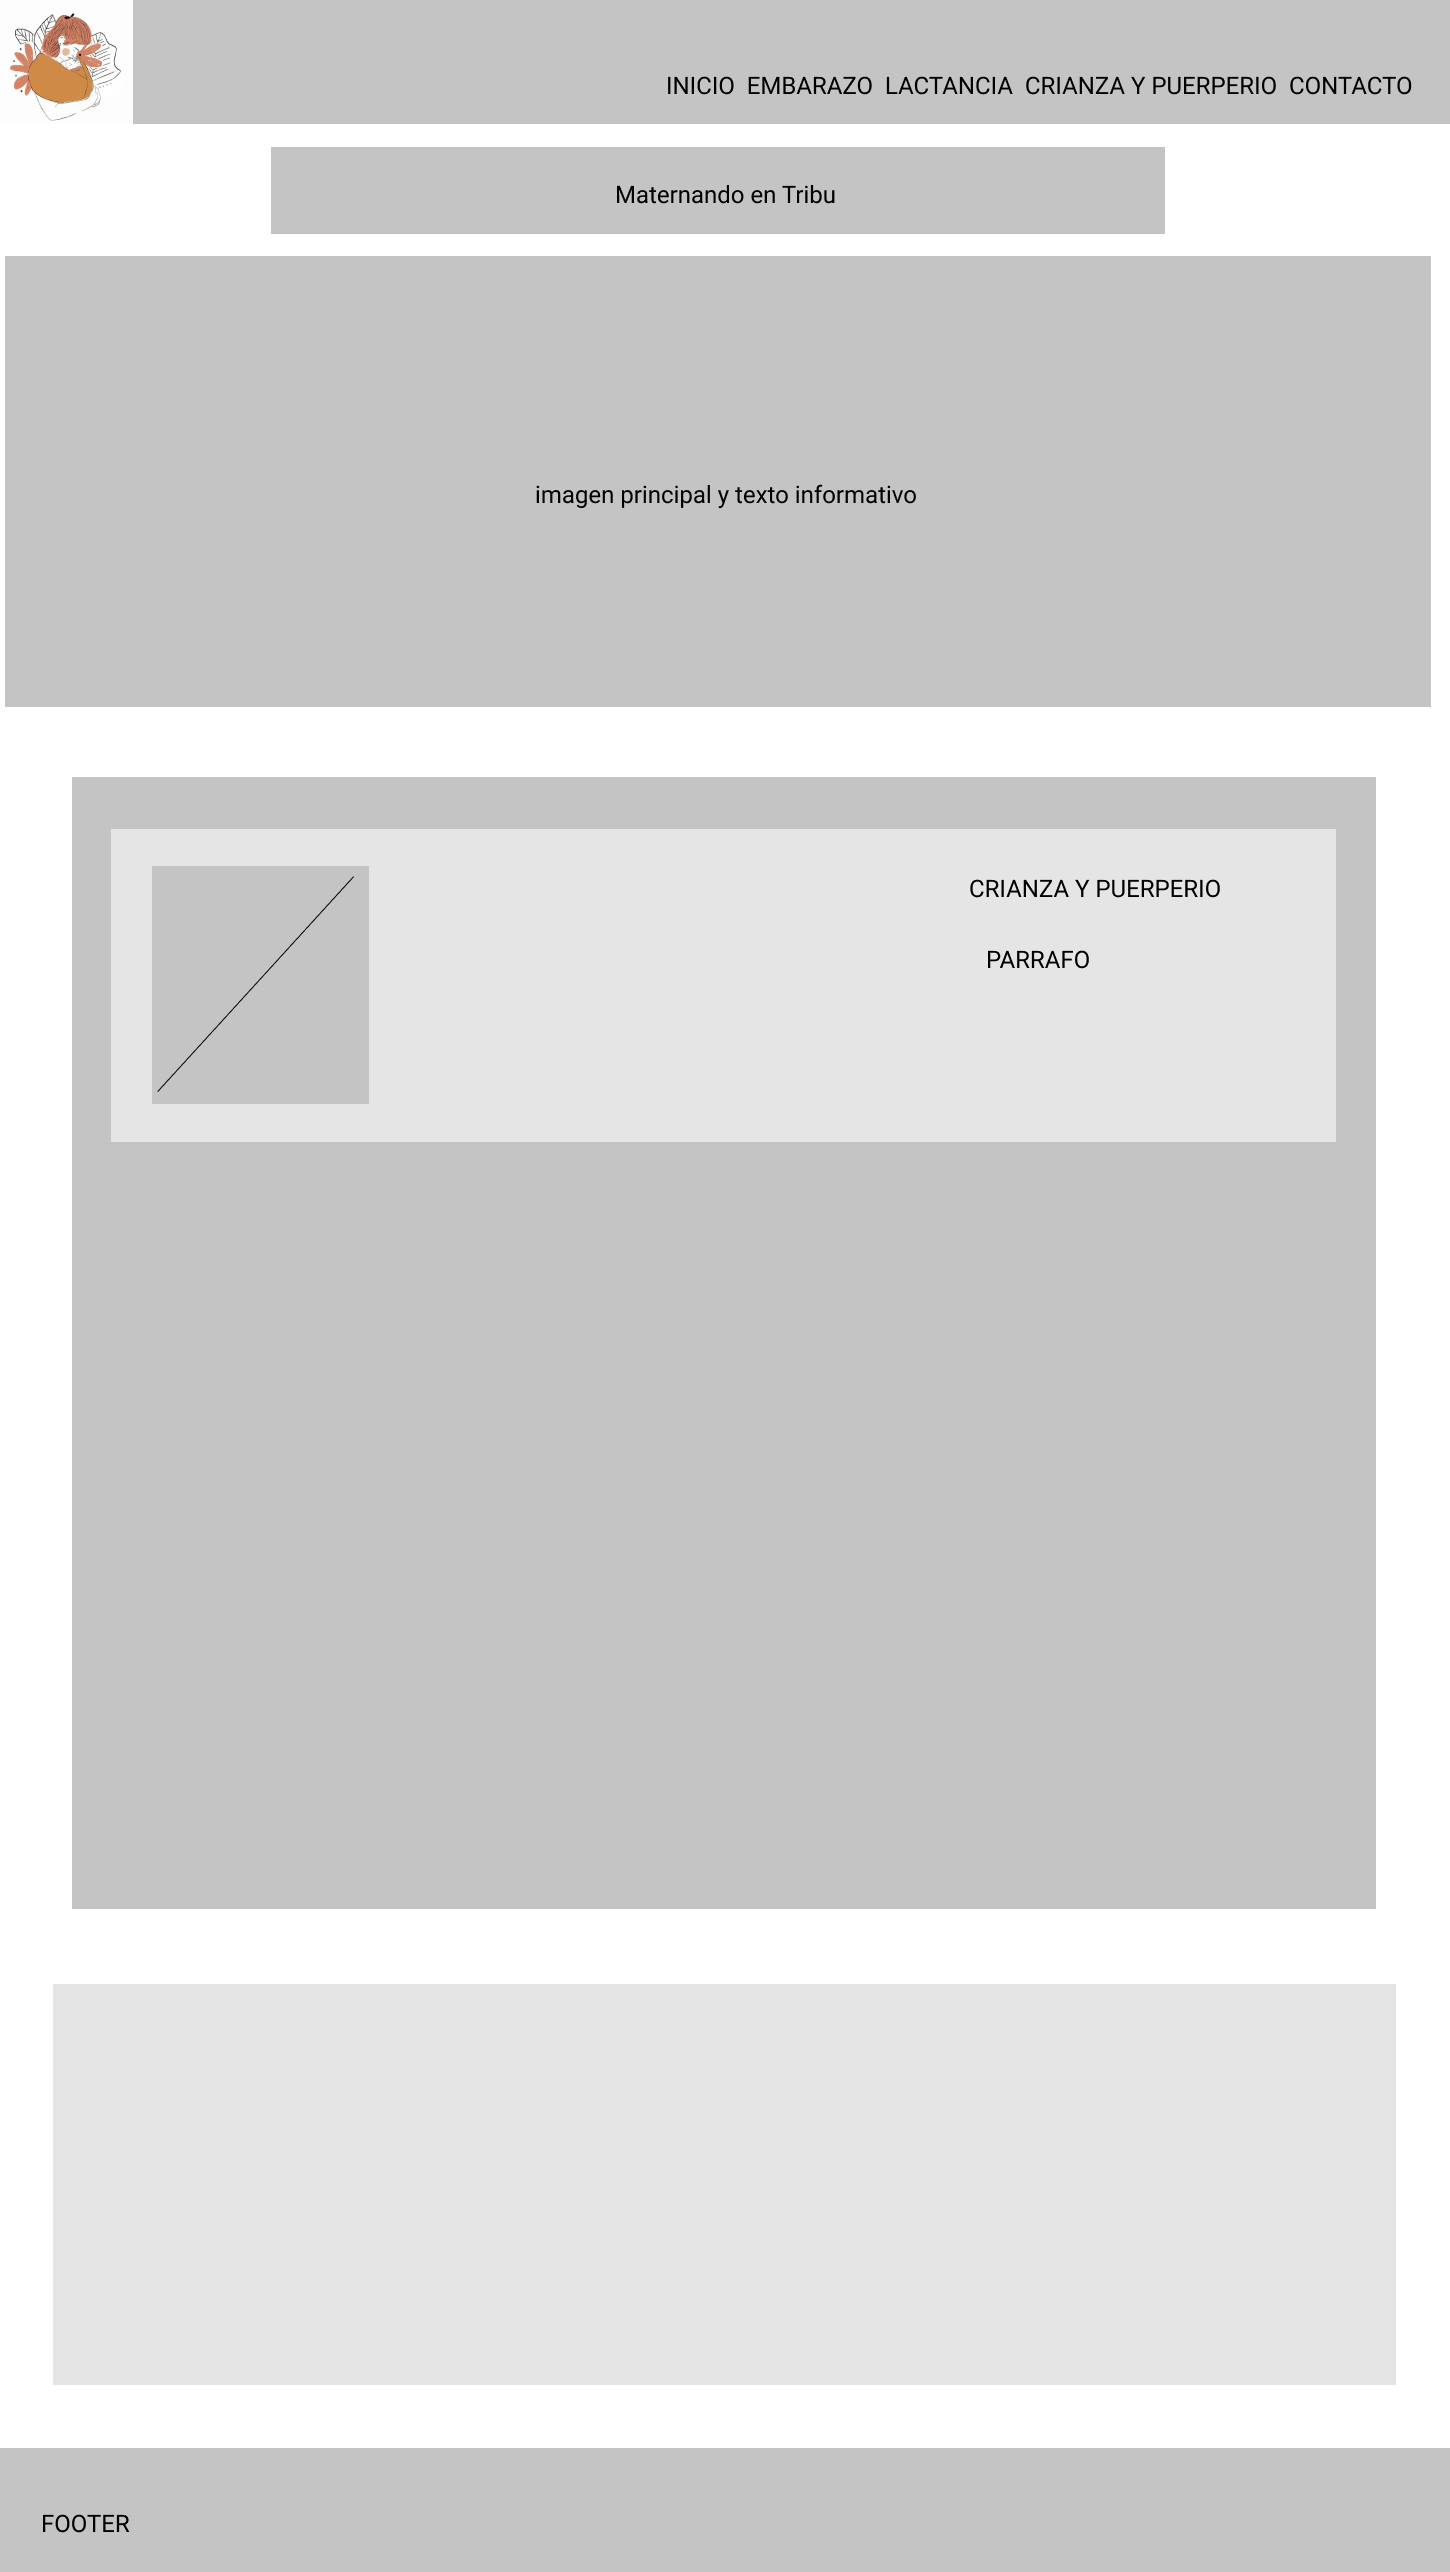 INICIO EMBARAZO LACTANCIA CRIANZA Y PUERPERIO CONTACTO
Maternando en Tribu
imagen principal y texto informativo
CRIANZA Y PUERPERIO
PARRAFO
FOOTER